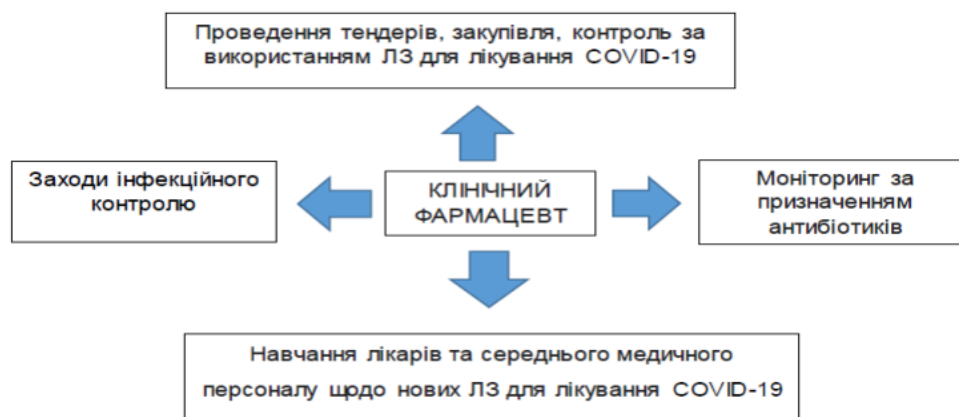 Проведення тендерів, закупівля, контроль за
використанням ЛЗ для лікування COVID-19
Заходи інфекційного
контролю
КЛІНІЧНИЙ
ФАРМАЦЕВТ
Моніторинг за
призначенням
антибіотиків
Навчання лікарів та середнього медичного
персоналу щодо нових ЛЗ для лікування COVID-19